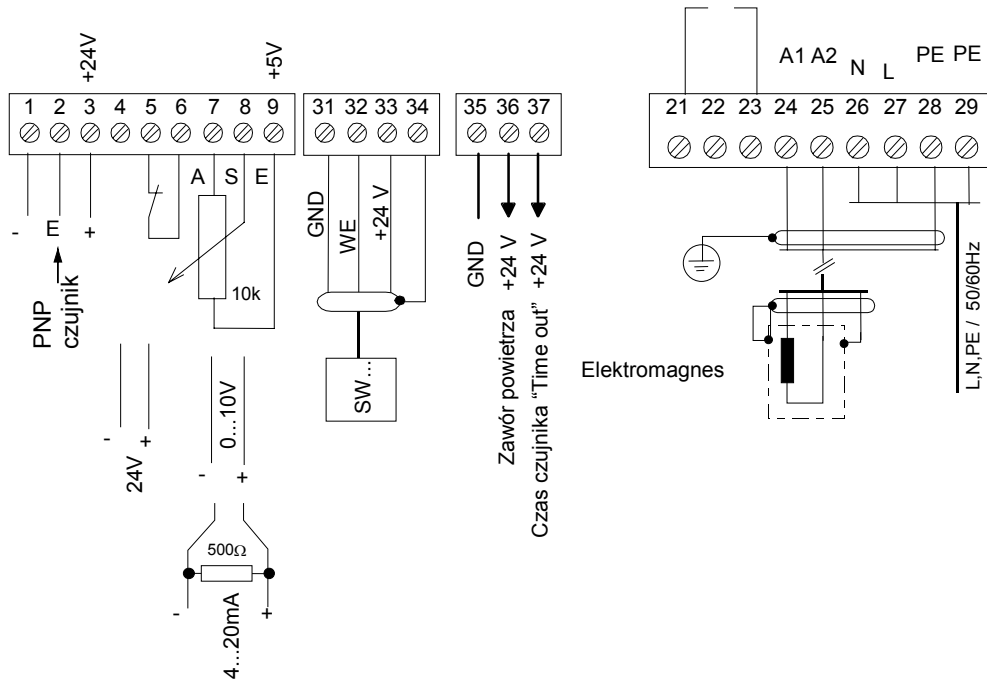 +24V
+5V
1 2 3 4 5 6 7 8 9
A S E
- E +
PNP
czujnik
10k
- +
24V
0...10V
- +
500Ω
- +
4...20mA
31 32 33 34
GND
WE
+24 V
SW...
35 36 37
GND
+24 V
+24 V
Zawór powietrza
Czas czujnika “Time out”
A1 A2 N L PE PE
21 22 23 24 25 26 27 28 29
Elektromagnes
L,N,PE / 50/60Hz